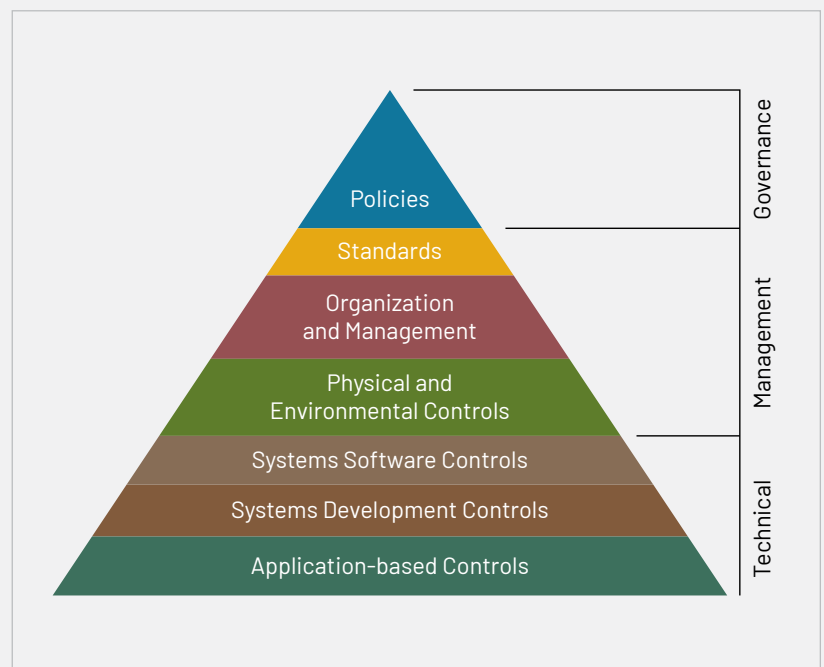 Policies
Standards
Organization
and Management
Physical and
Environmental Controls
Systems Software Controls
Systems Development Controls
Application-based Controls
Governance
Management
Technical